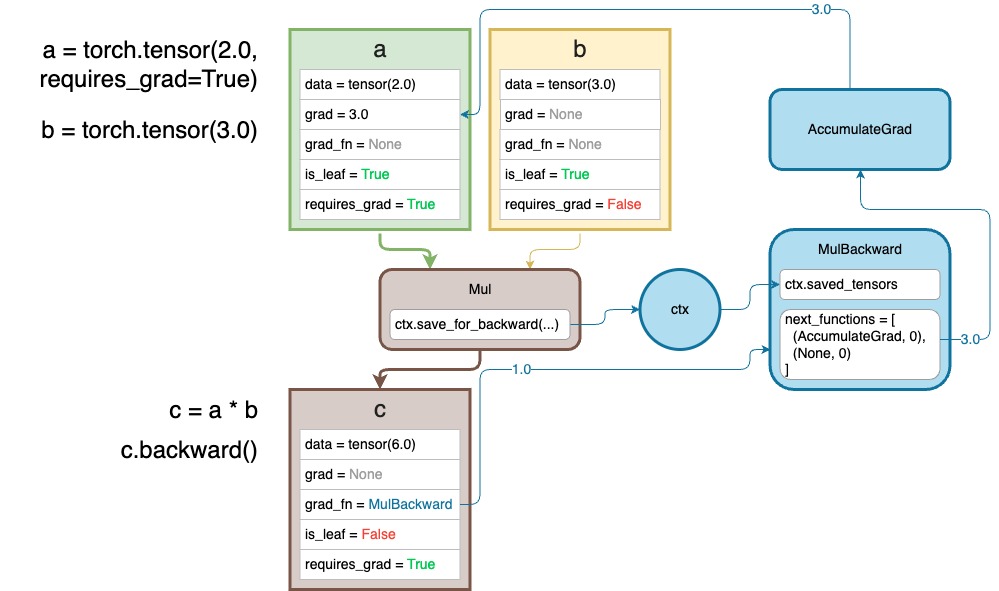 a = torch.tensor(2.0,
requires_grad=True)
b = torch.tensor(3.0)
a
data = tensor(2.0)
grad = 3.0
grad_fn = None
is_leaf = True
requires_grad = True
b
data = tensor(3.0)
grad = None
grad_fn = None
is_leaf = True
requires_grad = False
3.0
AccumulateGrad
Mul
ctx.save_for_backward(...)
ctx
MulBackward
ctx.saved_tensors
next_functions = [
(AccumulateGrad, 0),
(None, 0)
]
3.0
1.0
c = a * b
c.backward()
c
data = tensor(6.0)
grad = None
grad_fn = MulBackward
is_leaf = False
requires_grad = True